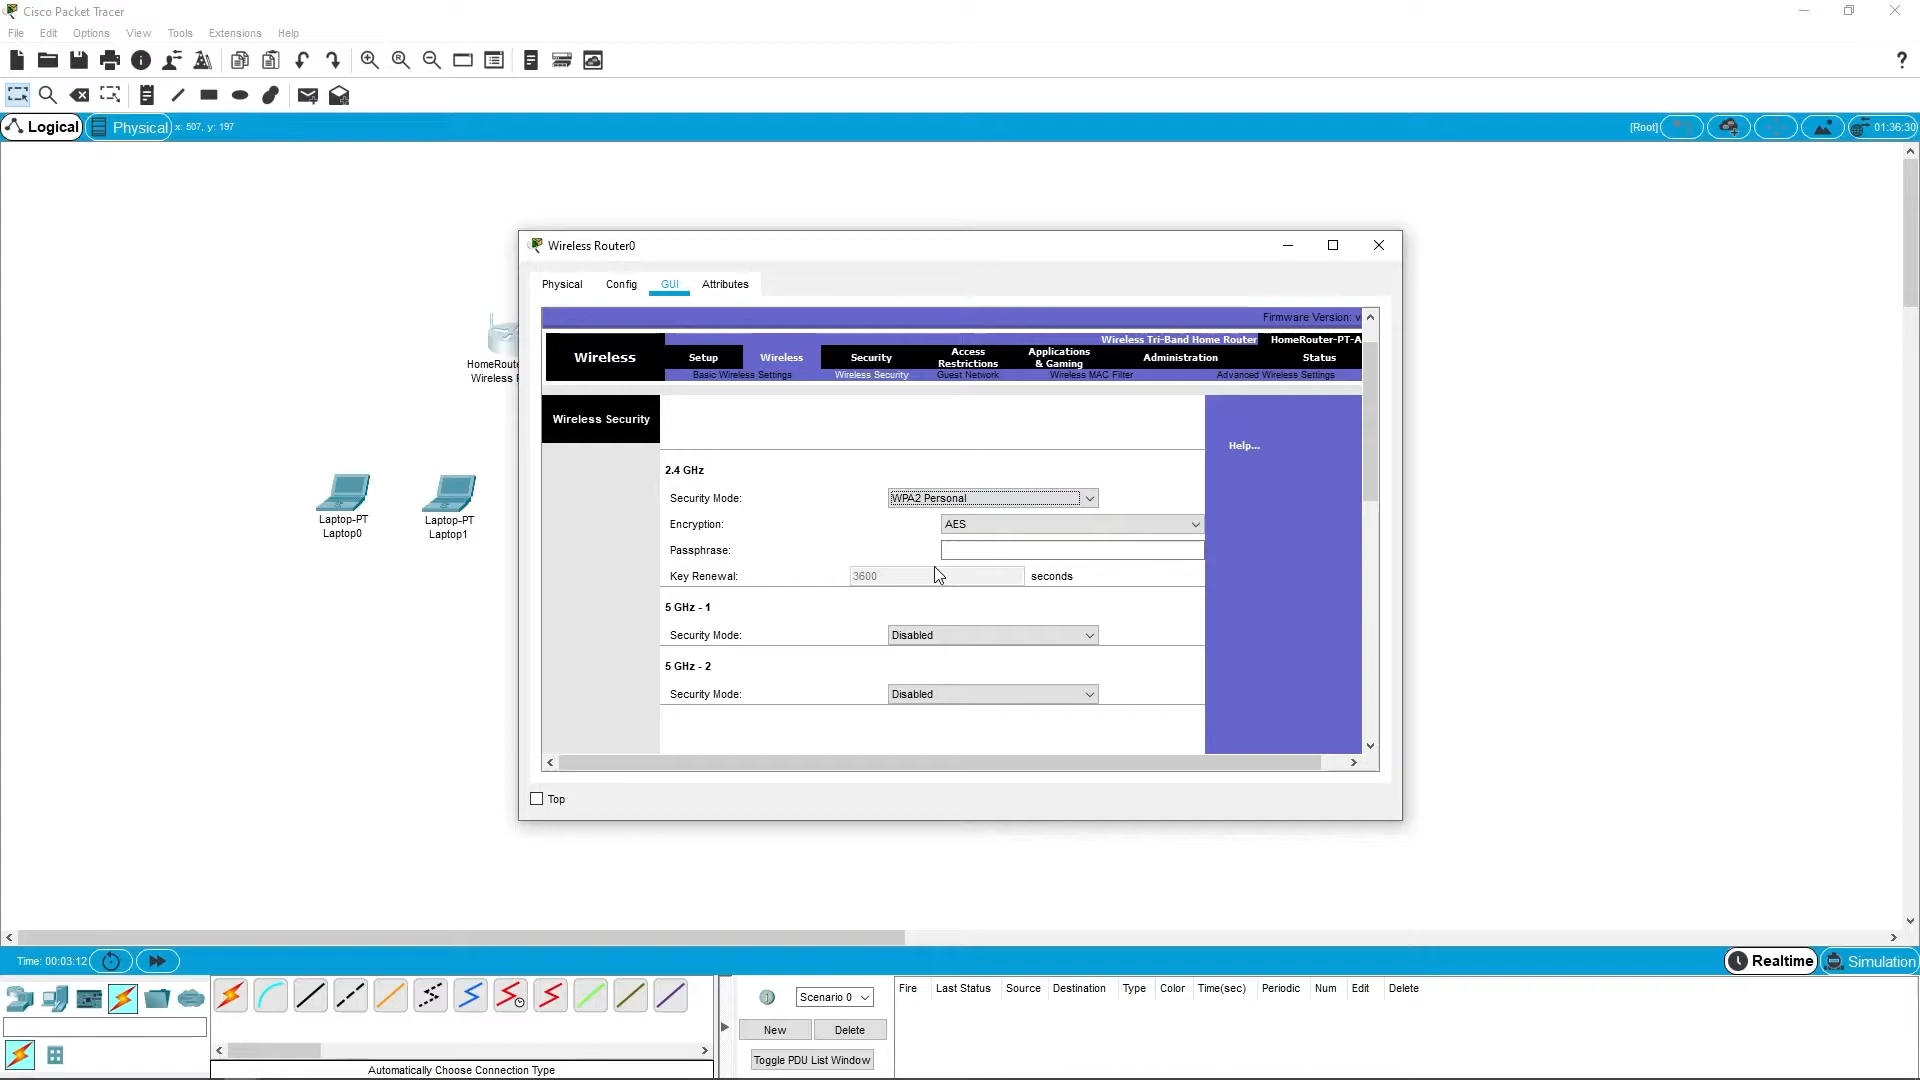 Cisco Packet Tracer
File Edit Options View Tools Extensions Help
?
Logical Physical x: 507, y: 197 [Root] 01:36:30
Wireless Router0
Physical Config GUI Attributes
Firmware Version: v
Wireless Tri-Band Home Router HomeRouter-PT-A
Wireless Setup Wireless Security Access Restrictions Applications & Gaming Administration Status
Basic Wireless Settings Wireless Security Guest Network Wireless MAC Filter Advanced Wireless Settings
HomeRoute
Wireless
Wireless Security
Help...
2.4 GHz
Security Mode: WPA2 Personal
Encryption: AES
Passphrase:
Key Renewal: 3600 seconds
5 GHz - 1
Security Mode: Disabled
5 GHz - 2
Security Mode: Disabled
Laptop-PT
Laptop0
Laptop-PT
Laptop1
Top
Time: 00:03:12 Realtime Simulation
Scenario 0
New Delete
Toggle PDU List Window
Fire Last Status Source Destination Type Color Time(sec) Periodic Num Edit Delete
Automatically Choose Connection Type